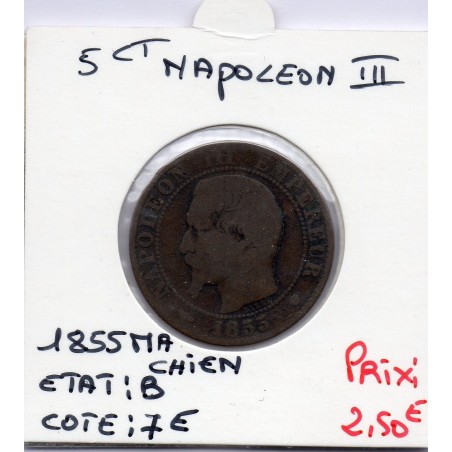 5 CT NAPOLEON III
NAPOLEON III EMPEREUR
1855
1855 MA
CHIEN
ETAT: B
COTE: 7€
PRIX:
2,50€